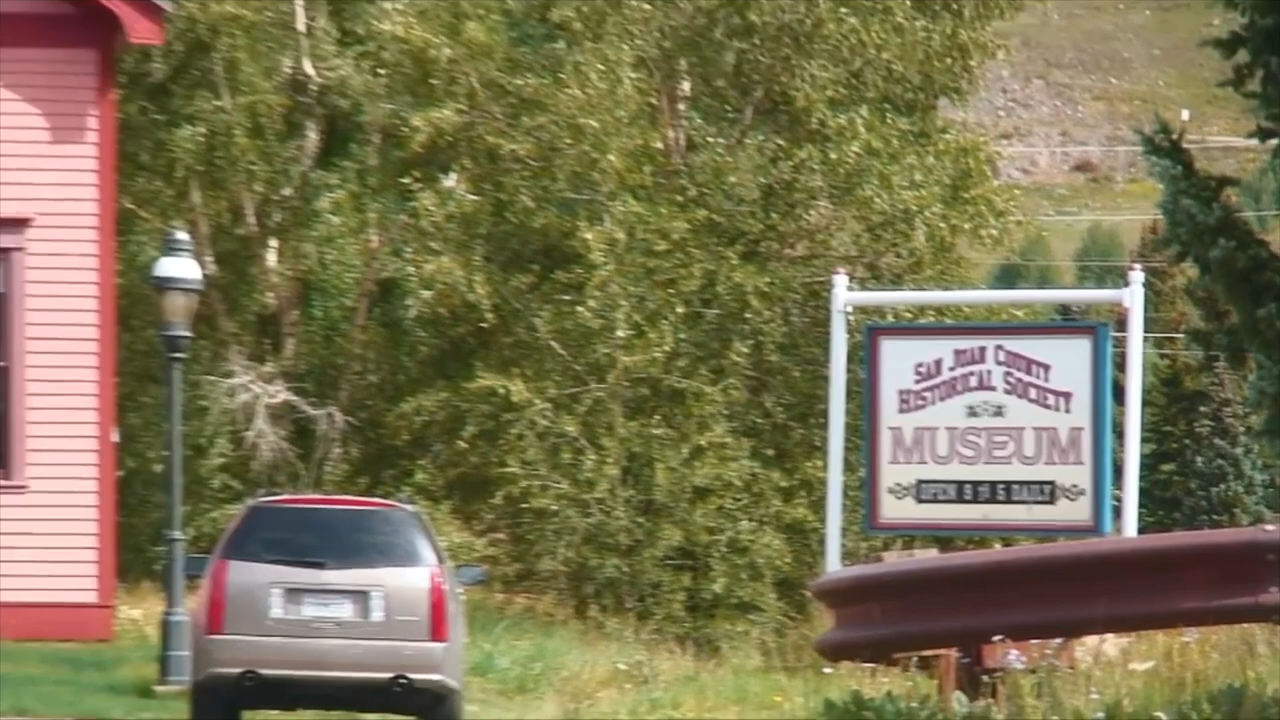 SAN JUAN COUNTY
HISTORICAL SOCIETY
MUSEUM
OPEN 9 TO 5 DAILY